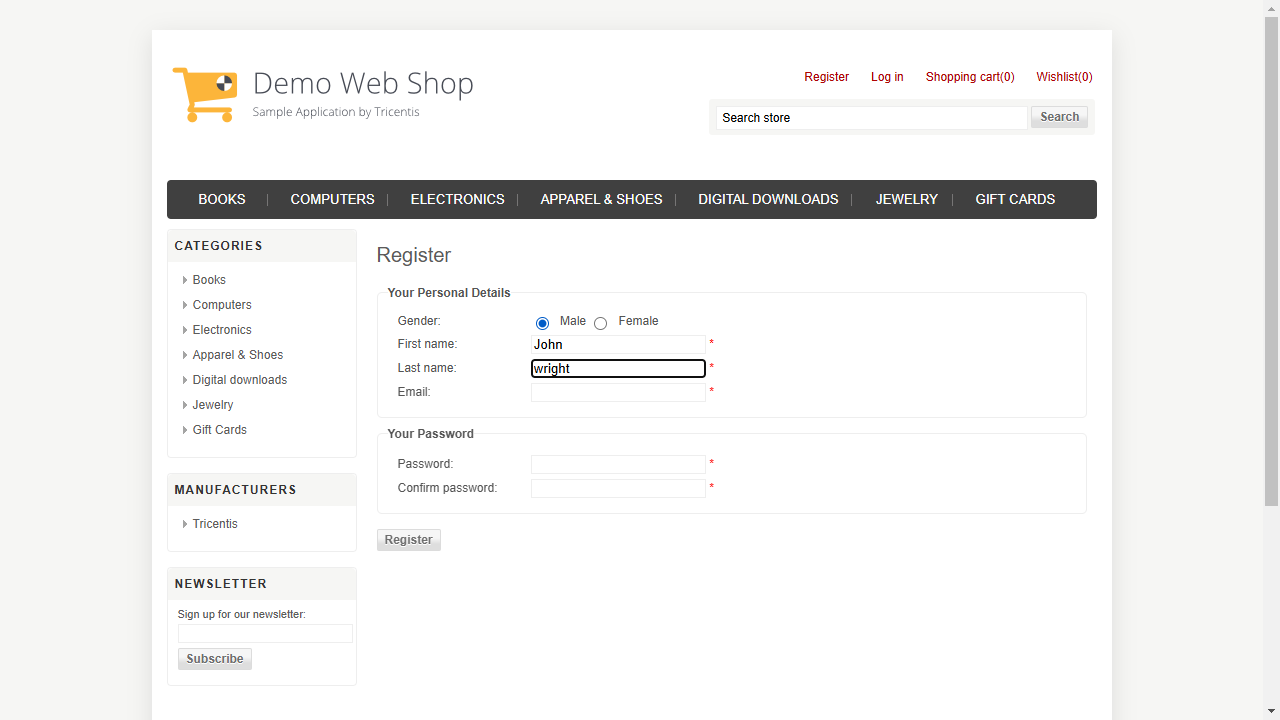 Demo Web Shop
Sample Application by Tricentis
Register Log in Shopping cart(0) Wishlist(0)
Search store Search
BOOKS COMPUTERS ELECTRONICS APPAREL & SHOES DIGITAL DOWNLOADS JEWELRY GIFT CARDS
CATEGORIES
Books
Computers
Electronics
Apparel & Shoes
Digital downloads
Jewelry
Gift Cards
MANUFACTURERS
Tricentis
NEWSLETTER
Sign up for our newsletter:
Subscribe
Register
Your Personal Details
Gender: Male Female
First name: John *
Last name: wright *
Email: *
Your Password
Password: *
Confirm password: *
Register